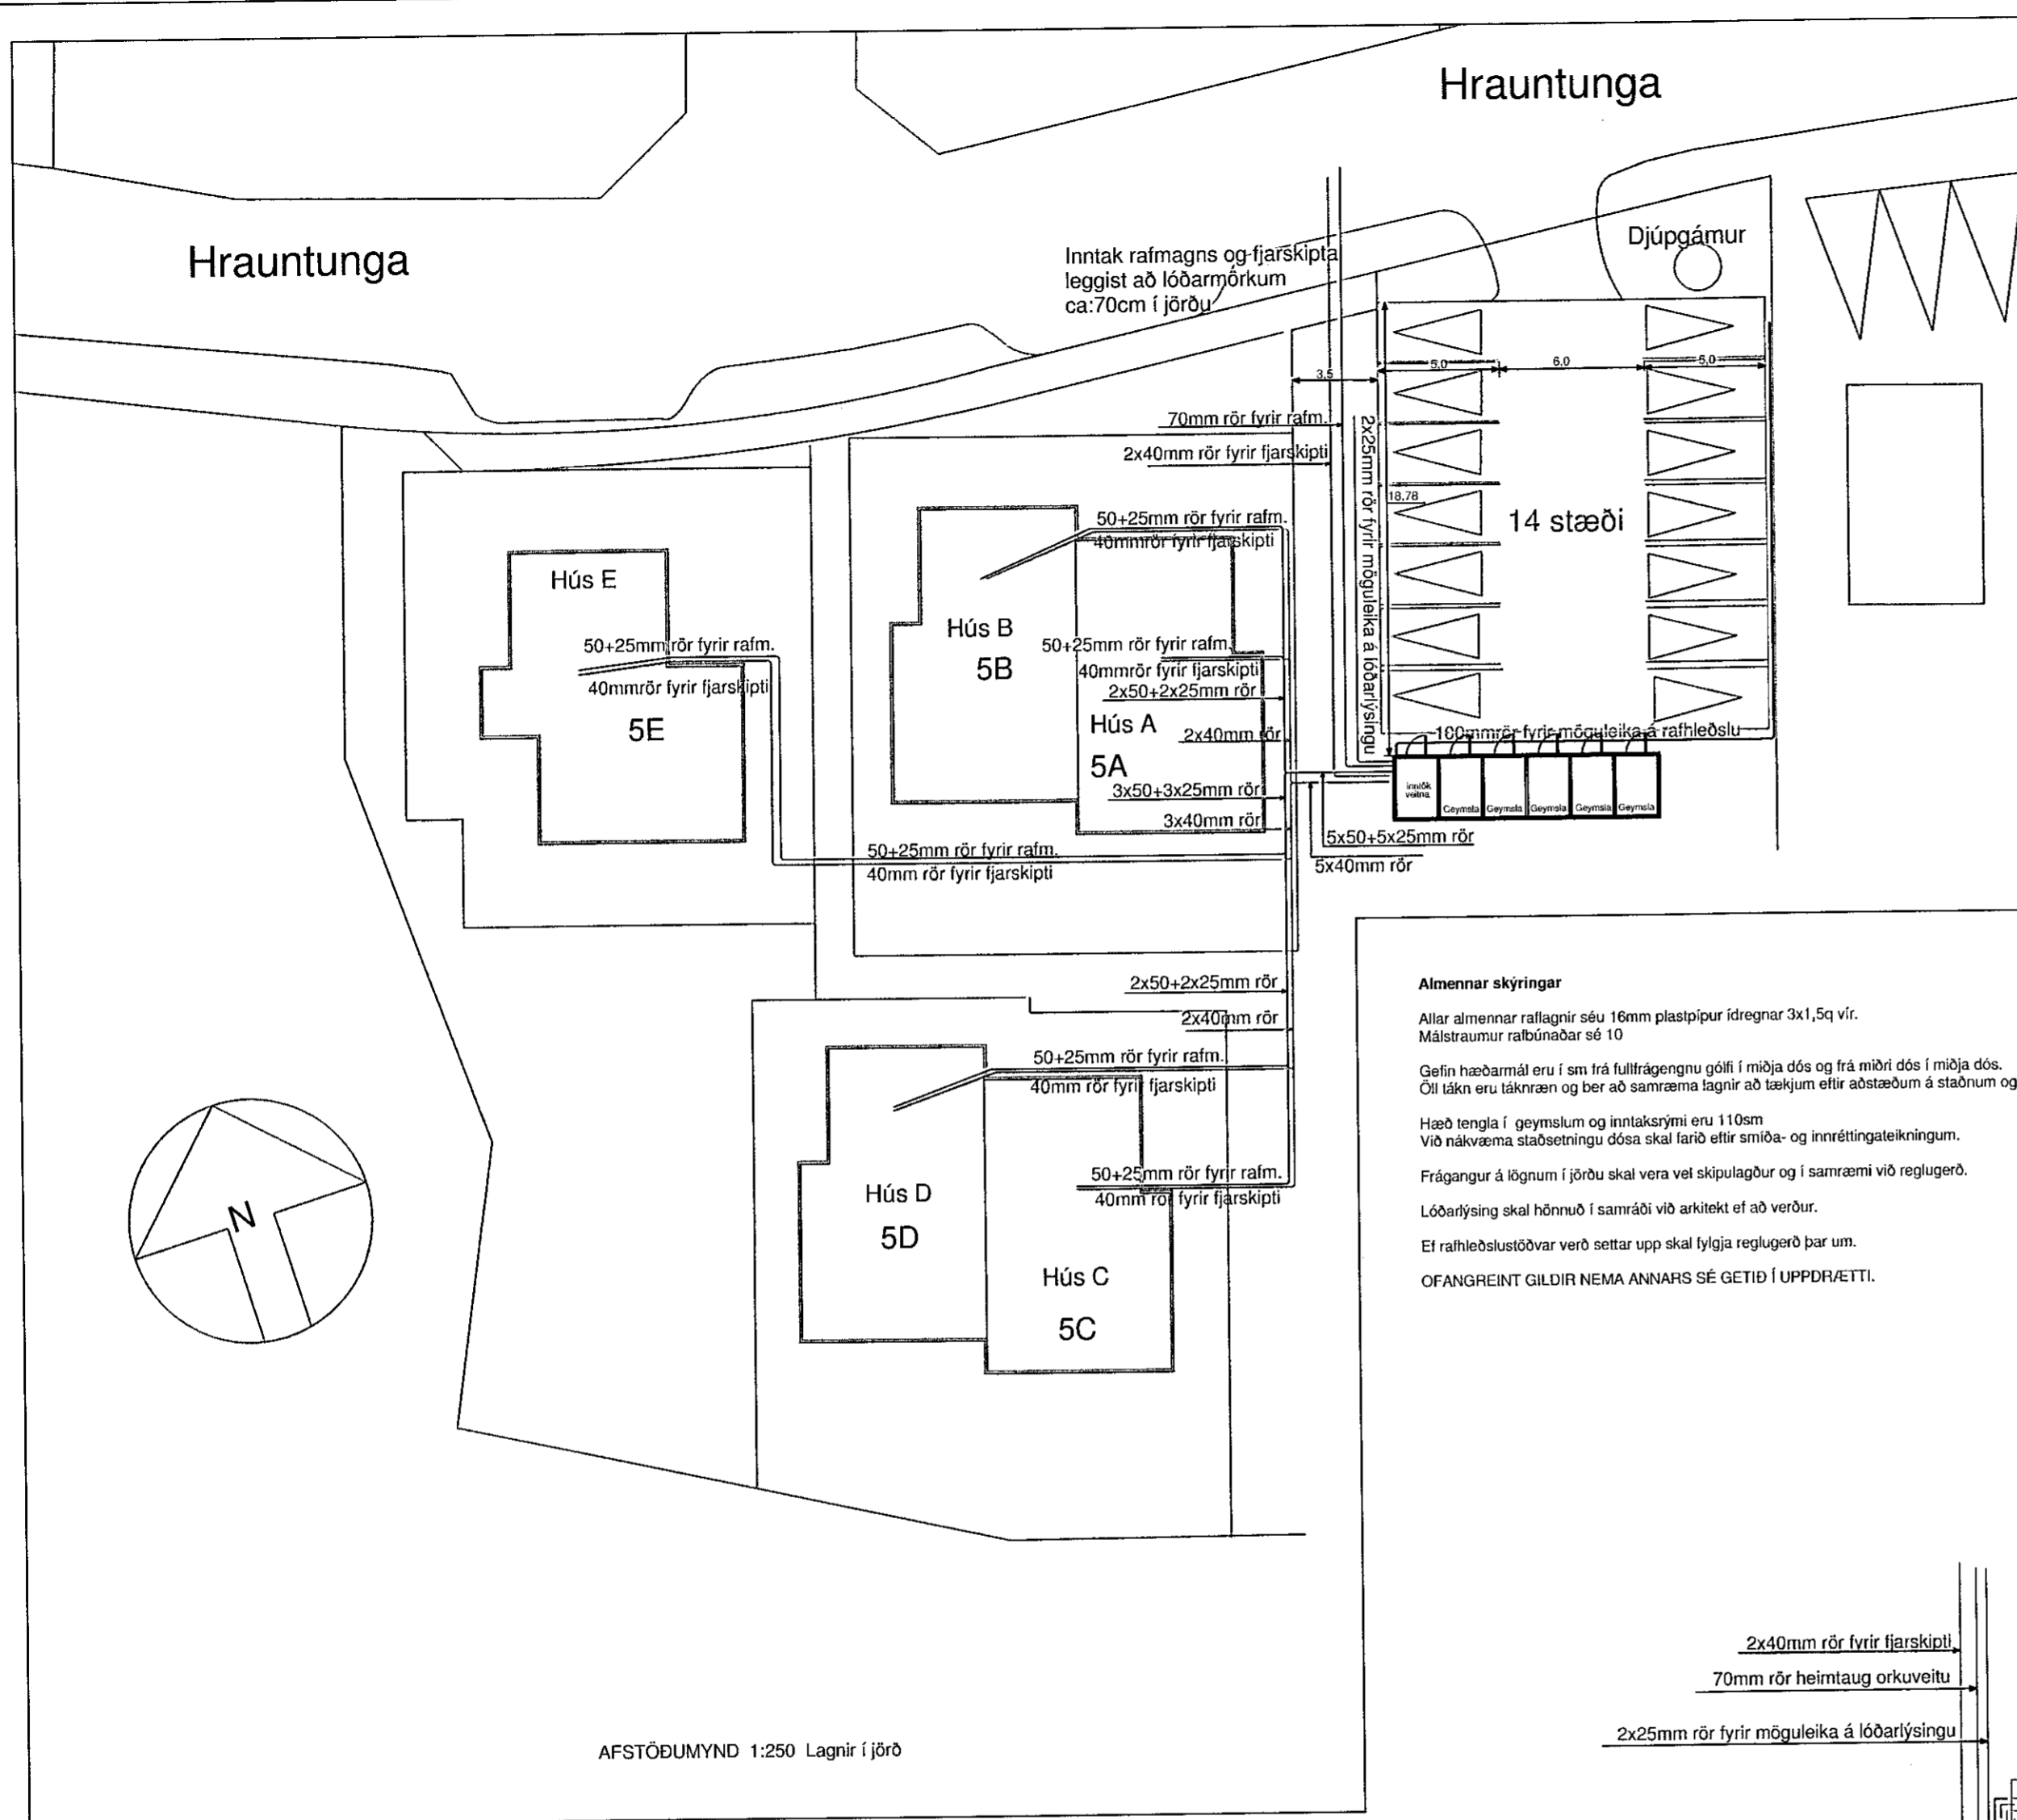 Hrauntunga
Hrauntunga
Djúpgámur
Inntak rafmagns og fjarskipta
leggist að lóðarmörkum
ca:70cm í jörðu
3,5
5,0
6,0
5,0
70mm rör fyrir rafm.
2x40mm rör fyrir fjarskipti
2x25mm rör fyrir möguleika á lóðarlýsingu
18,78
14 stæði
50+25mm rör fyrir rafm.
40mmrör fyrir fjarskipti
Hús E
50+25mm rör fyrir rafm.
40mmrör fyrir fjarskipti
5E
Hús B
5B
50+25mm rör fyrir rafm.
40mmrör fyrir fjarskipti
2x50+2x25mm rör
Hús A
2x40mm rör
5A
3x50+3x25mm rör
3x40mm rör
100mmrör fyrir möguleika á rafhleðslu
Inntök
veitna
Geymsla
Geymsla
Geymsla
Geymsla
Geymsla
5x50+5x25mm rör
5x40mm rör
50+25mm rör fyrir rafm.
40mm rör fyrir fjarskipti
2x50+2x25mm rör
2x40mm rör
50+25mm rör fyrir rafm.
40mm rör fyrir fjarskipti
50+25mm rör fyrir rafm.
40mm rör fyrir fjarskipti
Hús D
5D
Hús C
5C
N
Almennar skýringar
Allar almennar raflagnir séu 16mm plastpípur ídregnar 3x1,5q vír.
Málstraumur rafbúnaðar sé 10
Gefin hæðarmál eru í sm frá fullfrágengnu gólfi í miðja dós og frá miðri dós í miðja dós.
Öll tákn eru táknræn og ber að samræma lagnir að tækjum eftir aðstæðum á staðnum og
Hæð tengla í geymslum og inntaksrými eru 110sm
Við nákvæma staðsetningu dósa skal farið eftir smíða- og innréttingateikningum.
Frágangur á lögnum í jörðu skal vera vel skipulagður og í samræmi við reglugerð.
Lóðarlýsing skal hönnuð í samráði við arkitekt ef að verður.
Ef rafhleðslustöðvar verð settar upp skal fylgja reglugerð þar um.
OFANGREINT GILDIR NEMA ANNARS SÉ GETIÐ Í UPPDRÆTTI.
2x40mm rör fyrir fjarskipti
70mm rör heimtaug orkuveitu
2x25mm rör fyrir möguleika á lóðarlýsingu
AFSTÖÐUMYND 1:250 Lagnir í jörð